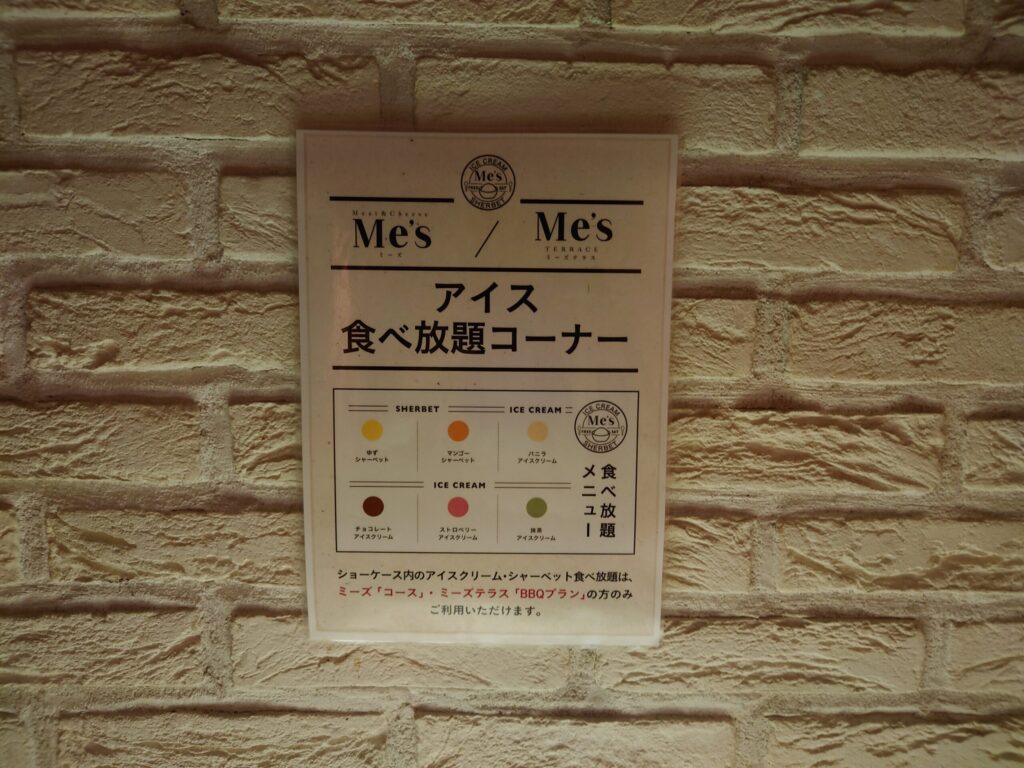 ICE CREAM
Me's
SHERBET
Meat&Cheese
Me's
ミーズ
/
Me's
TERRACE
ミーズテラス
アイス
食べ放題コーナー
SHERBET
ICE CREAM
ゆず
シャーベット
マンゴー
シャーベット
バニラ
アイスクリーム
ICE CREAM
チョコレート
アイスクリーム
ストロベリー
アイスクリーム
抹茶
アイスクリーム
ICE CREAM
Me's
SHERBET
食べ放題
メニュー
ショーケース内のアイスクリーム・シャーベット食べ放題は、
ミーズ「コース」・ミーズテラス「BBQプラン」の方のみ
ご利用いただけます。